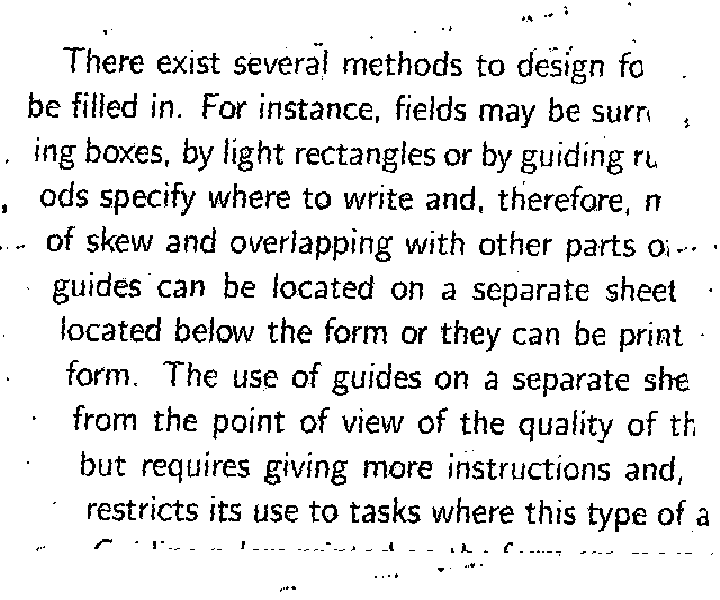 There exist several methods to design fo
be filled in. For instance, fields may be surr
ing boxes, by light rectangles or by guiding ru
ods specify where to write and, therefore, m
of skew and overlapping with other parts o
guides can be located on a separate sheet
located below the form or they can be print
form. The use of guides on a separate she
from the point of view of the quality of th
but requires giving more instructions and,
restricts its use to tasks where this type of a